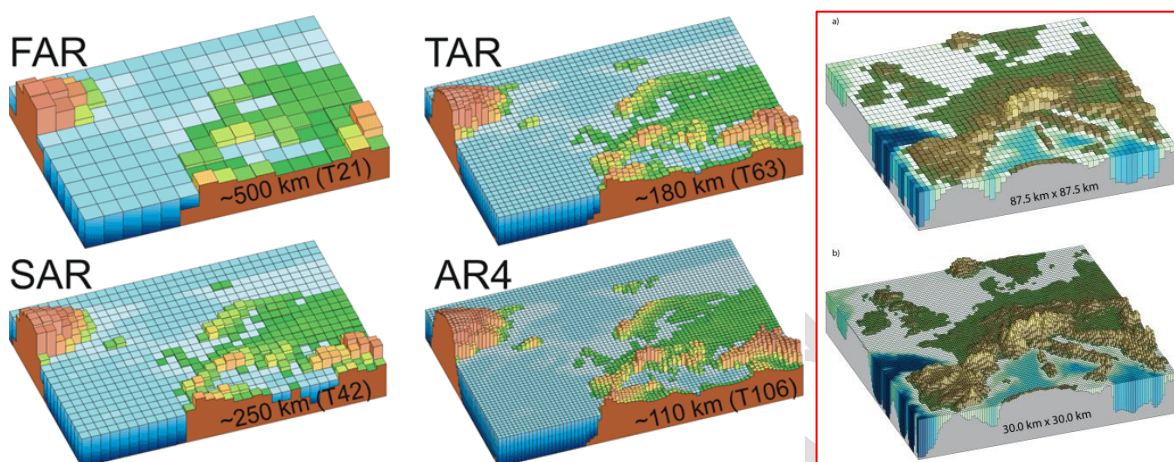 FAR
~500 km (T21)
SAR
~250 km (T42)
TAR
~180 km (T63)
AR4
~110 km (T106)
a)
87.5 km x 87.5 km
b)
30.0 km x 30.0 km